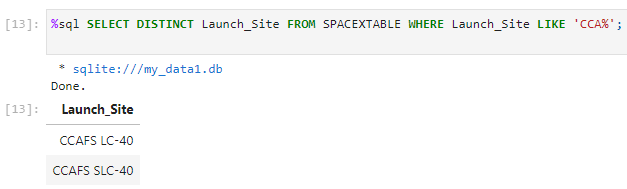 [13]: %sql SELECT DISTINCT Launch_Site FROM SPACEXTABLE WHERE Launch_Site LIKE 'CCA%';
* sqlite:///my_data1.db
Done.
[13]: Launch_Site
CCAFS LC-40
CCAFS SLC-40